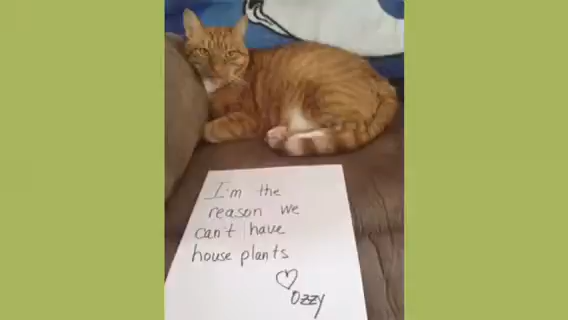 I'm the
reason we
can't have
house plants
♡
Ozzy